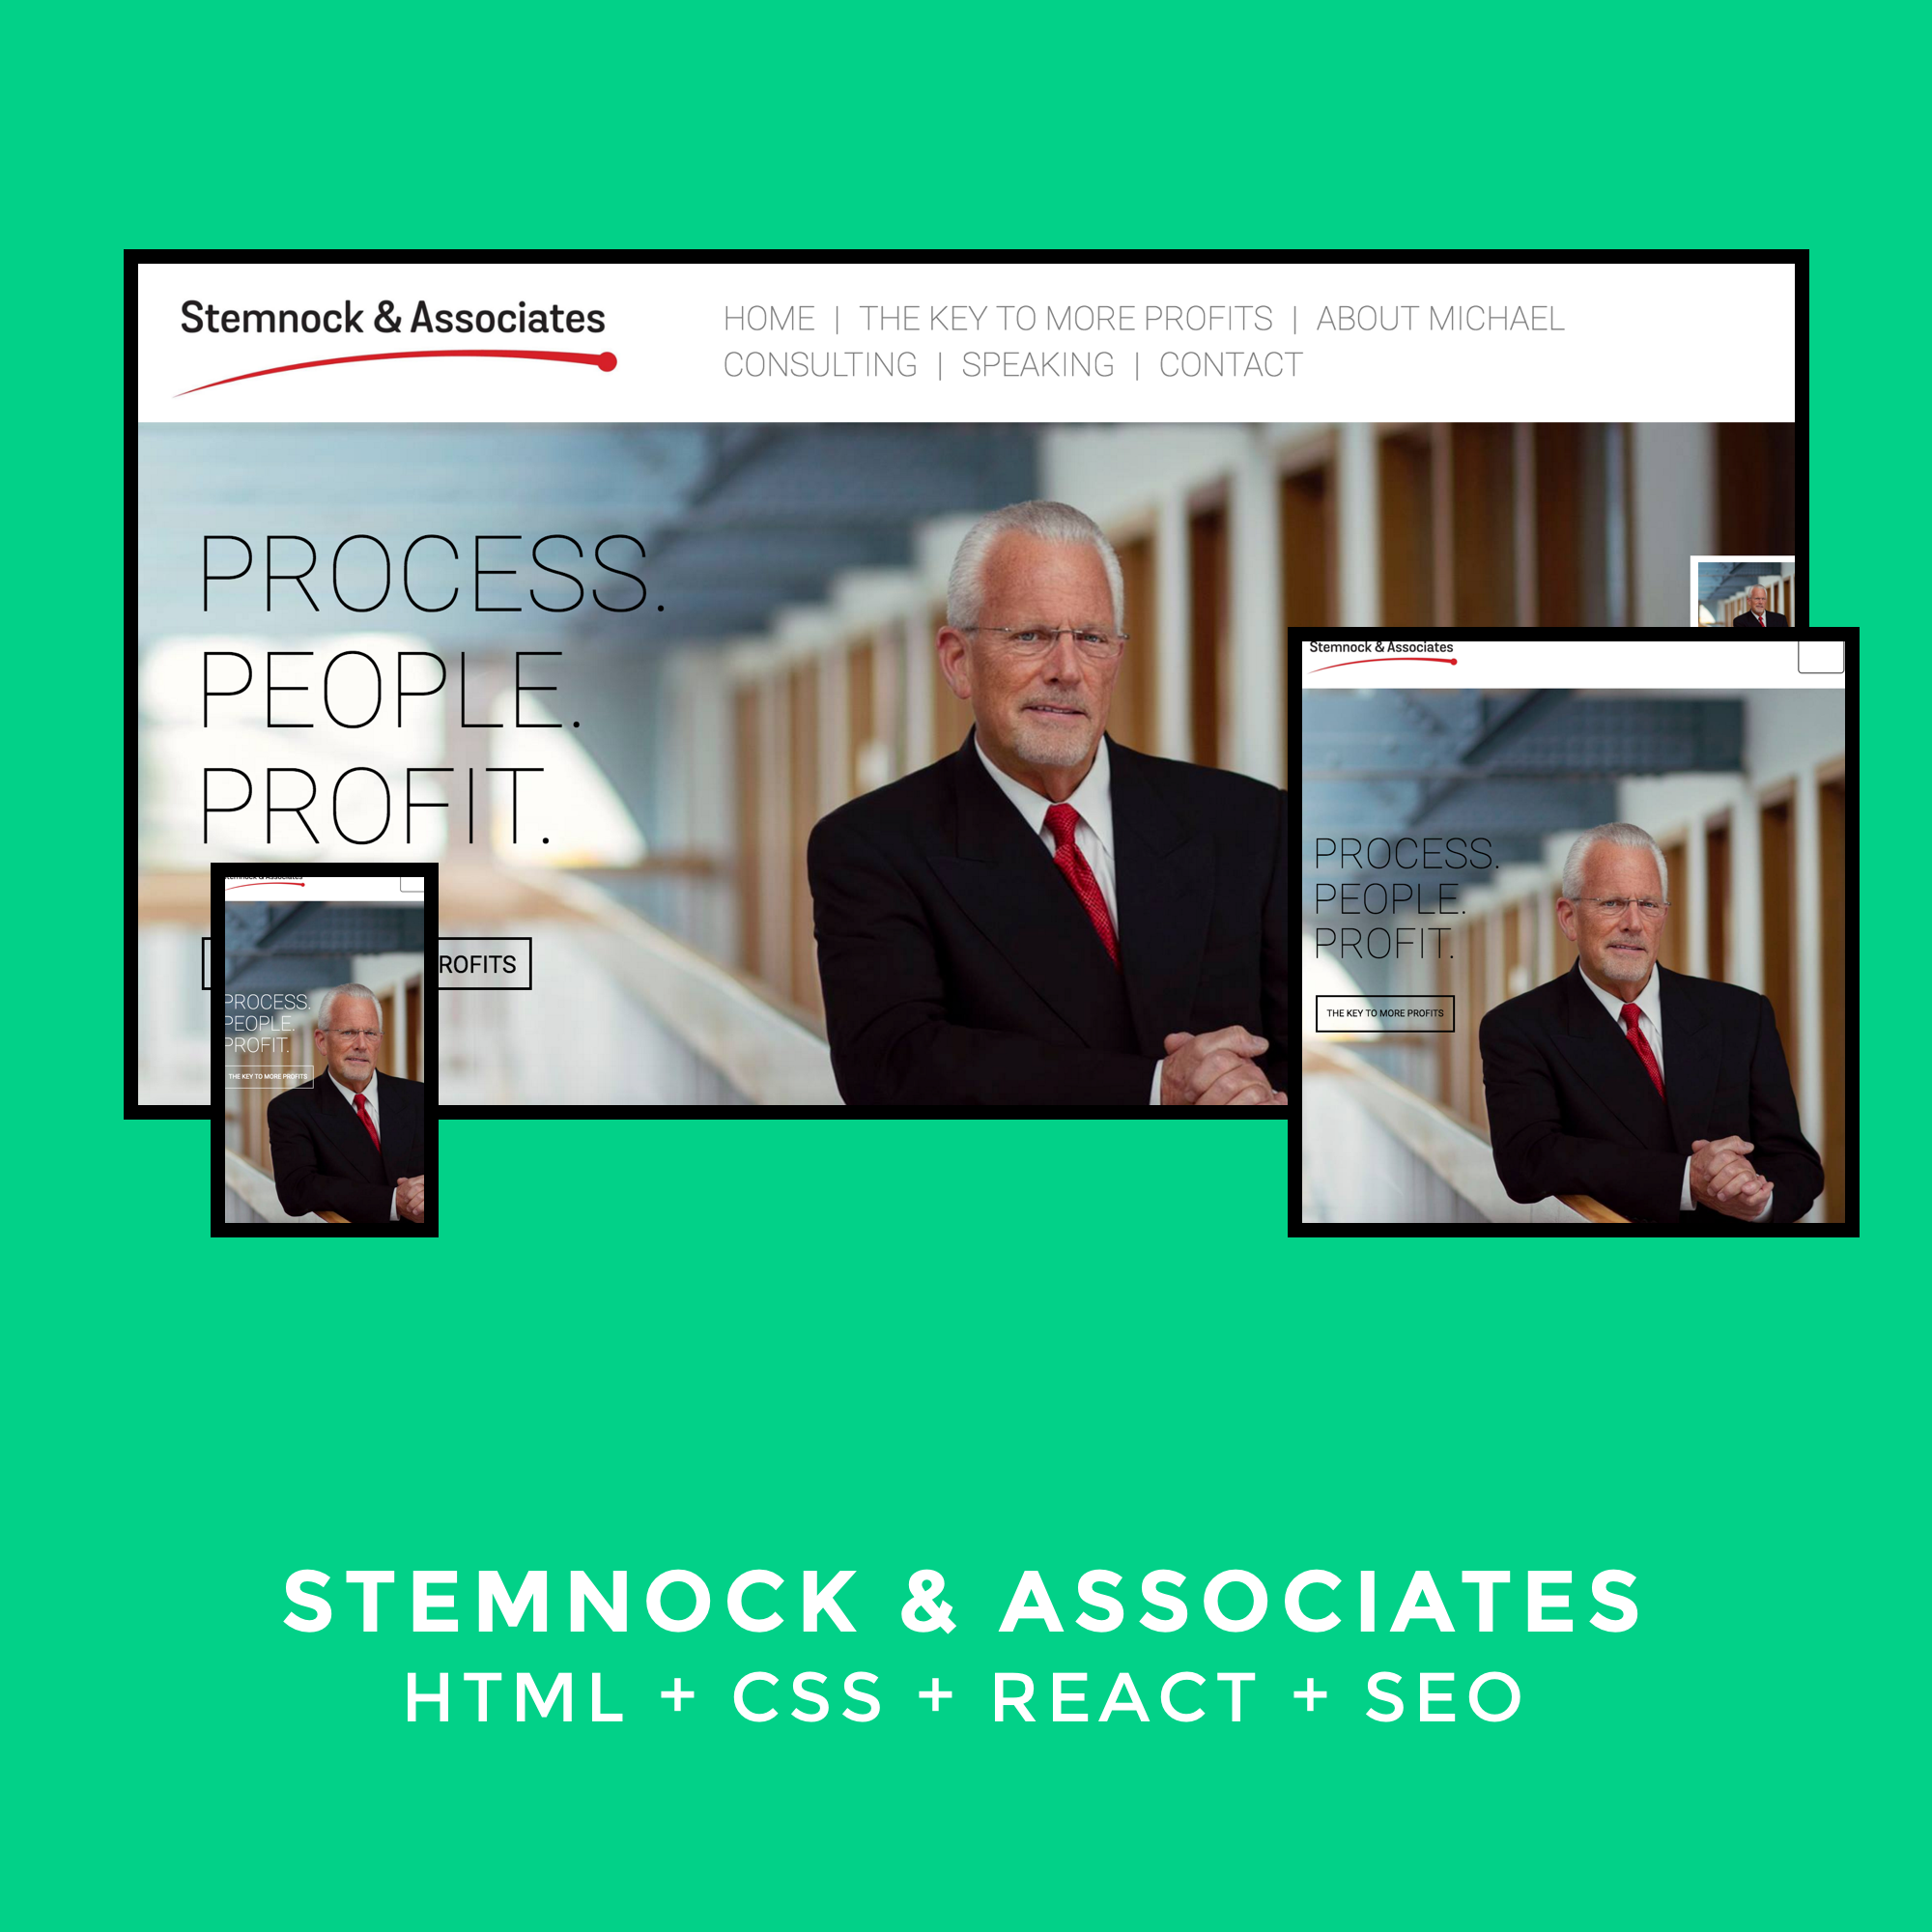 Stemnock & Associates
HOME | THE KEY TO MORE PROFITS | ABOUT MICHAEL
CONSULTING | SPEAKING | CONTACT
PROCESS.
PEOPLE.
PROFIT.
ROFITS
PROCESS.
PEOPLE.
PROFIT.
THE KEY TO MORE PROFITS
Stemnock & Associates
PROCESS.
PEOPLE.
PROFIT.
THE KEY TO MORE PROFITS
STEMNOCK & ASSOCIATES
HTML + CSS + REACT + SEO